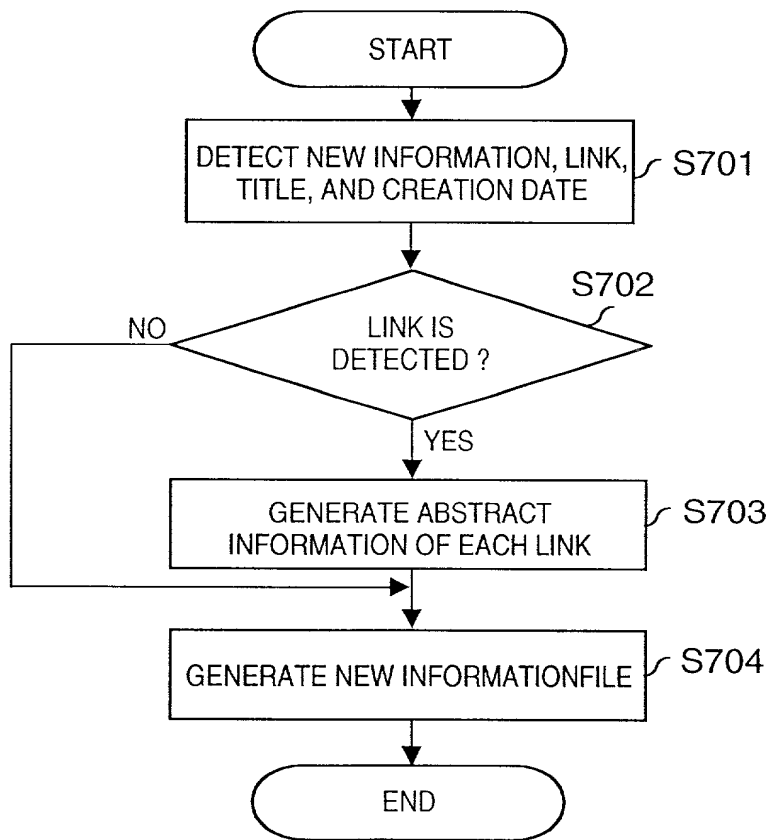 START
DETECT NEW INFORMATION, LINK,
TITLE, AND CREATION DATE
S701
S702
NO
LINK IS
DETECTED ?
YES
GENERATE ABSTRACT
INFORMATION OF EACH LINK
S703
GENERATE NEW INFORMATIONFILE
S704
END